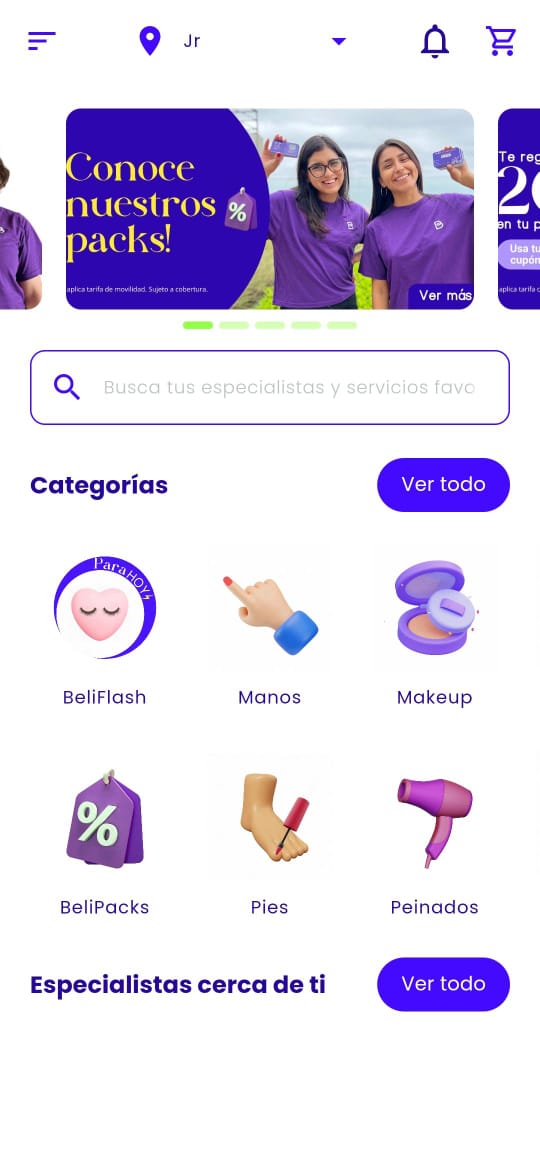 Jr
Conoce
nuestros
packs!
%
aplica tarifa de movilidad. Sujeto a cobertura.
Ver más
Te reg
20
en tu p
Usa tu
cupón
aplica tarifa c
Busca tus especialistas y servicios favo
Categorías
Ver todo
Para HOY
BeliFlash
Manos
Makeup
%
BeliPacks
Pies
Peinados
Especialistas cerca de ti
Ver todo